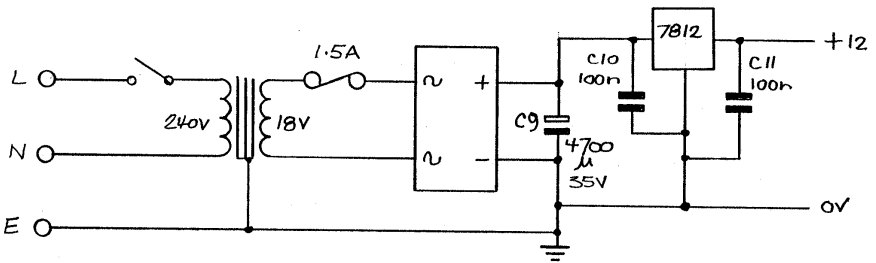 L
N
E
240V
18V
1.5A
~
~
+
-
C9
4700
µ
35V
C10
100n
7812
C11
100n
+12
0V